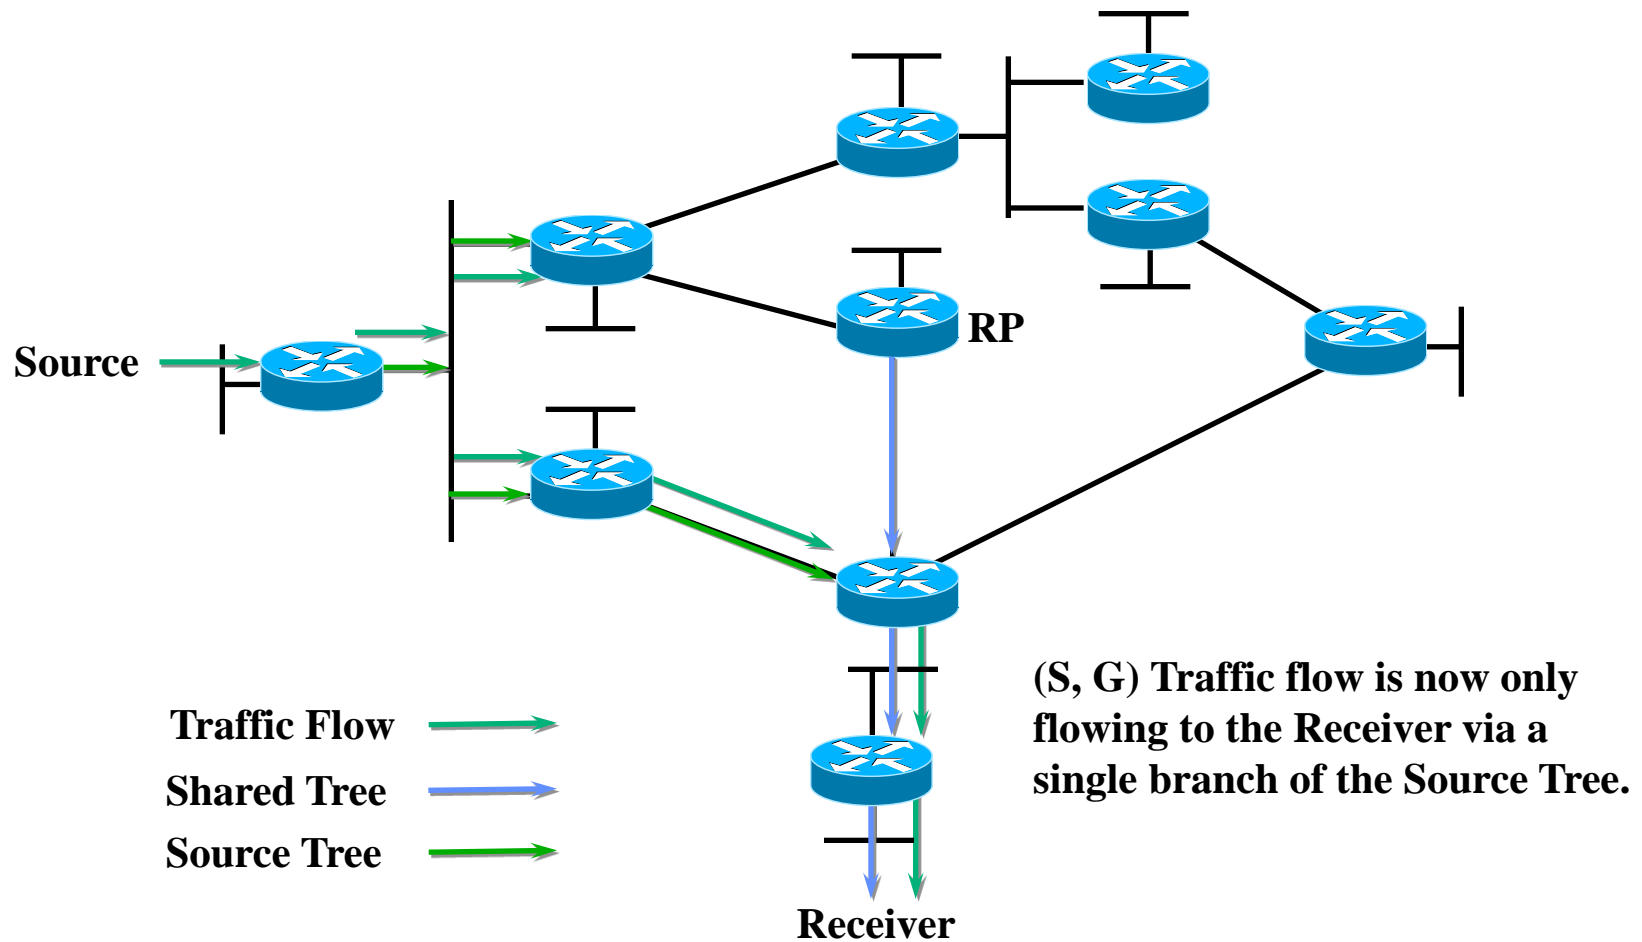 RP
Source
(S, G) Traffic flow is now only
flowing to the Receiver via a
single branch of the Source Tree.
Traffic Flow
Shared Tree
Source Tree
Receiver